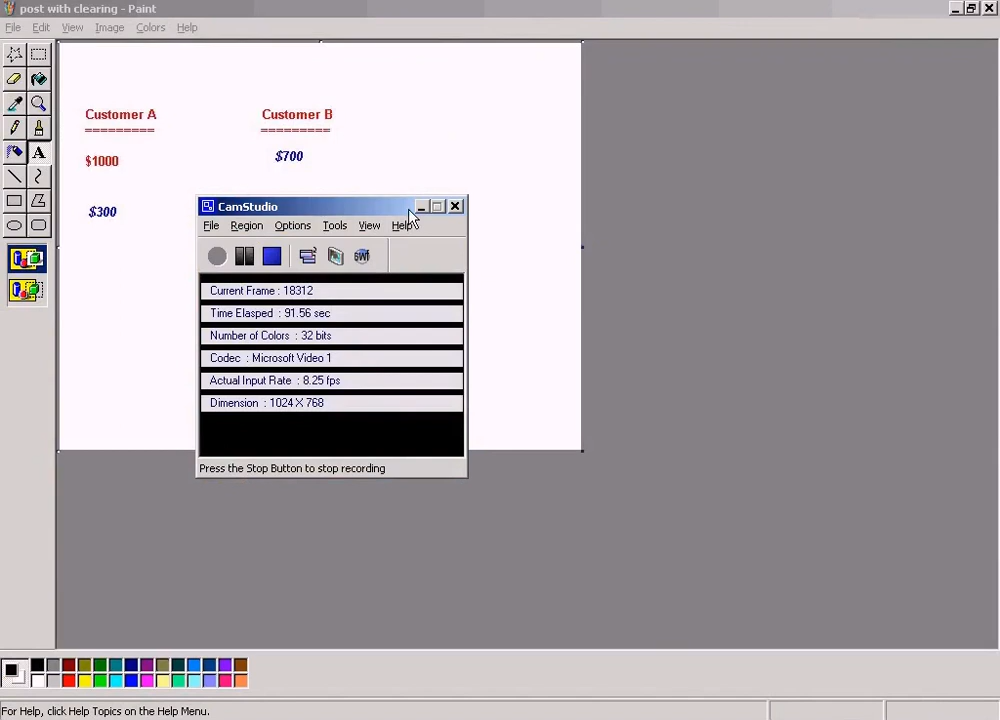 post with clearing - Paint
File Edit View Image Colors Help
Customer A Customer B
========= =========
$1000 $700
$300
A
CamStudio
File Region Options Tools View Help
SWF
Current Frame : 18312
Time Elasped : 91.56 sec
Number of Colors : 32 bits
Codec : Microsoft Video 1
Actual Input Rate : 8.25 fps
Dimension : 1024 X 768
Press the Stop Button to stop recording
For Help, click Help Topics on the Help Menu.